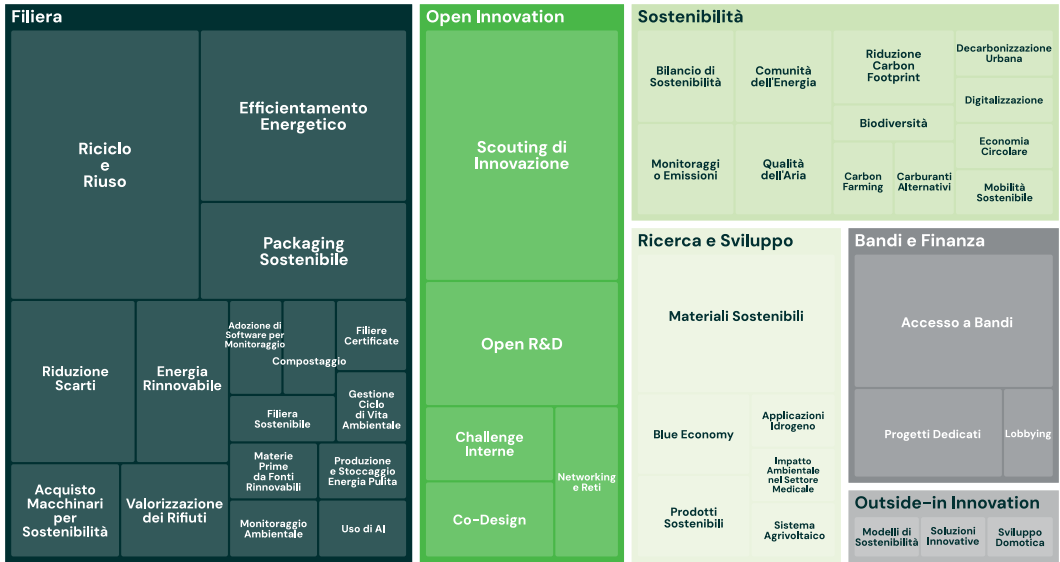 Filiera
Riciclo
e
Riuso
Efficientamento
Energetico
Packaging
Sostenibile
Riduzione
Scarti
Energia
Rinnovabile
Adozione di
Software per
Monitoraggio
Compostaggio
Filiere
Certificate
Gestione
Ciclo
di Vita
Ambientale
Filiera
Sostenibile
Materie
Prime
da Fonti
Rinnovabili
Produzione
e Stoccaggio
Energia Pulita
Acquisto
Macchinari
per
Sostenibilità
Valorizzazione
dei Rifiuti
Monitoraggio
Ambientale
Uso di AI
Open Innovation
Scouting di
Innovazione
Open R&D
Challenge
Interne
Co-Design
Networking
e Reti
Sostenibilità
Bilancio di
Sostenibilità
Comunità
dell'Energia
Riduzione
Carbon
Footprint
Decarbonizzazione
Urbana
Digitalizzazione
Biodiversità
Economia
Circolare
Monitoraggi
o Emissioni
Qualità
dell'Aria
Carbon
Farming
Carburanti
Alternativi
Mobilità
Sostenibile
Ricerca e Sviluppo
Materiali Sostenibili
Blue Economy
Applicazioni
Idrogeno
Impatto
Ambientale
nel Settore
Medicale
Prodotti
Sostenibili
Sistema
Agrivoltaico
Bandi e Finanza
Accesso a Bandi
Progetti Dedicati
Lobbying
Outside-in Innovation
Modelli di
Sostenibilità
Soluzioni
Innovative
Sviluppo
Domotica